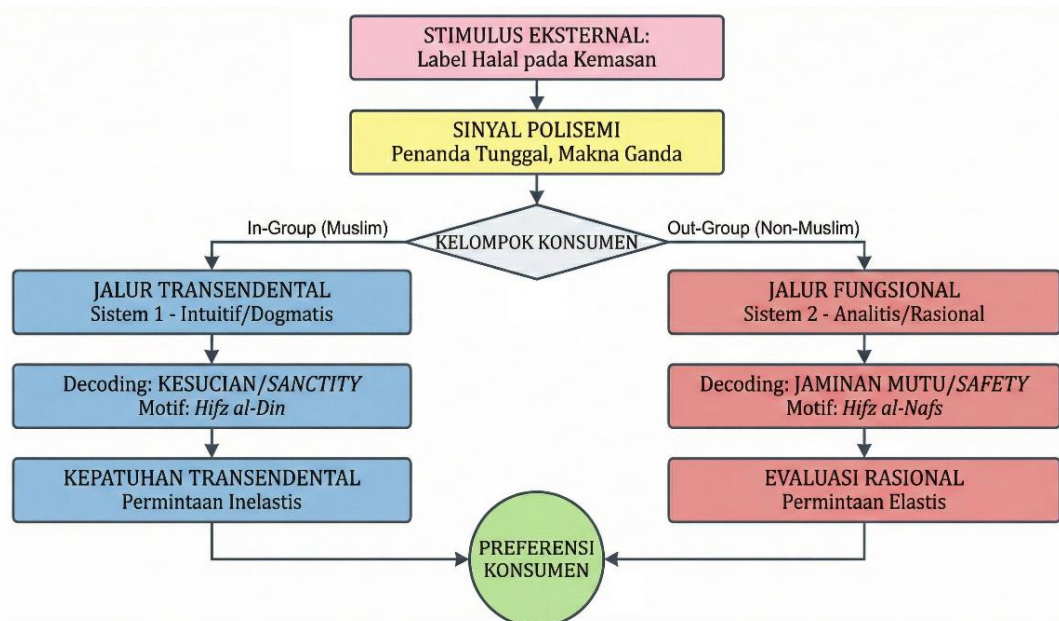 STIMULUS EKSTERNAL:
Label Halal pada Kemasan
SINYAL POLISEMI
Penanda Tunggal, Makna Ganda
In-Group (Muslim)
KELOMPOK KONSUMEN
Out-Group (Non-Muslim)
JALUR TRANSENDENTAL
Sistem 1 - Intuitif/Dogmatis
JALUR FUNGSIONAL
Sistem 2 - Analitis/Rasional
Decoding: KESUCIAN/SANCTITY
Motif: Hifz al-Din
Decoding: JAMINAN MUTU/SAFETY
Motif: Hifz al-Nafs
KEPATUHAN TRANSENDENTAL
Permintaan Inelastis
EVALUASI RASIONAL
Permintaan Elastis
PREFERENSI
KONSUMEN